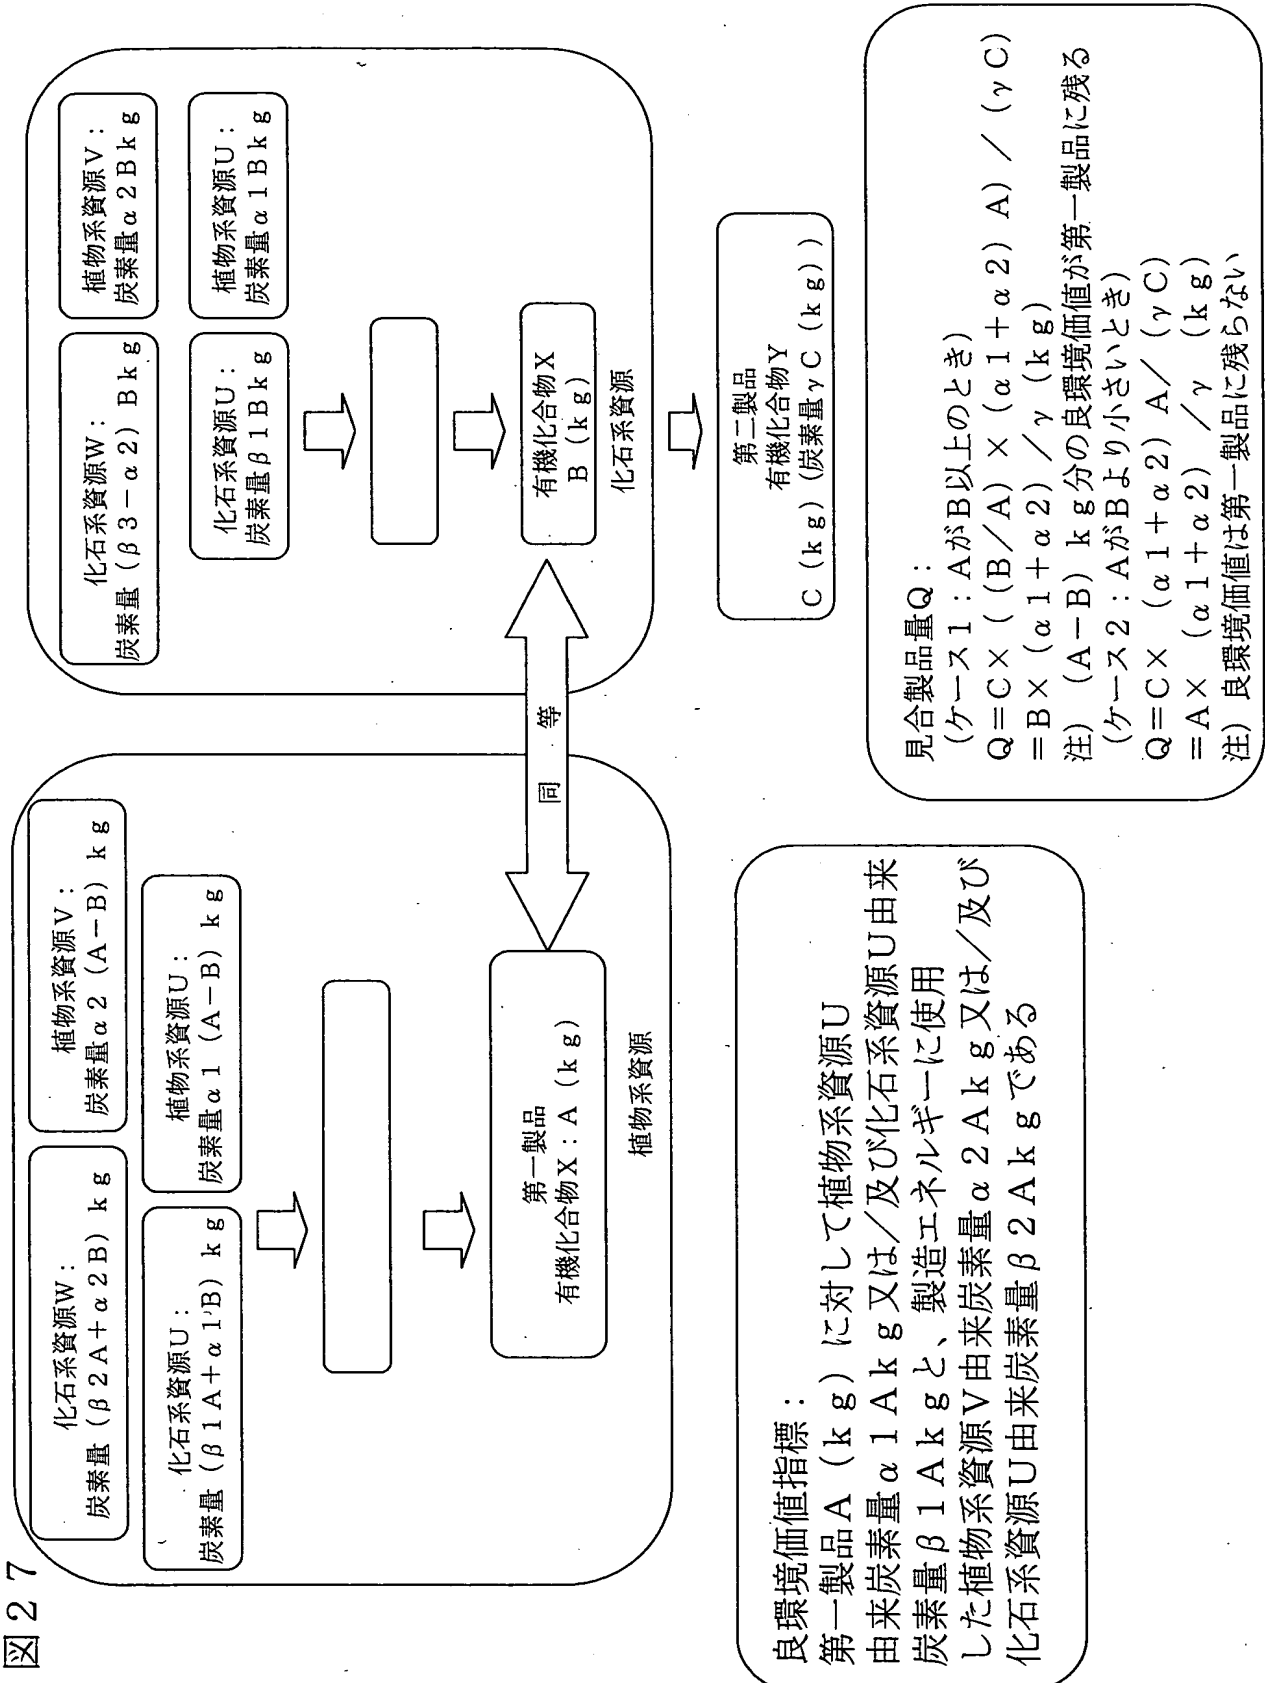 図２７
化石系資源Ｗ：
炭素量（β２Ａ＋α２Ｂ）ｋｇ
植物系資源Ｖ：
炭素量α２（Ａ－Ｂ）ｋｇ
化石系資源Ｕ：
炭素量（β１Ａ＋α１Ｂ）ｋｇ
植物系資源Ｕ：
炭素量α１（Ａ－Ｂ）ｋｇ
第一製品
有機化合物Ｘ：Ａ（ｋｇ）
植物系資源
同　等
化石系資源Ｗ：
炭素量（β３－α２）Ｂｋｇ
植物系資源Ｖ：
炭素量α２Ｂｋｇ
化石系資源Ｕ：
炭素量β１Ｂｋｇ
植物系資源Ｕ：
炭素量α１Ｂｋｇ
有機化合物Ｘ
Ｂ（ｋｇ）
化石系資源
第二製品
有機化合物Ｙ
Ｃ（ｋｇ）（炭素量γＣ（ｋｇ））
良環境価値指標：
第一製品Ａ（ｋｇ）に対して植物系資源Ｕ
由来炭素量α１Ａｋｇ又は／及び化石系資源Ｕ由来
炭素量β１Ａｋｇと、製造エネルギーに使用
した植物系資源Ｖ由来炭素量α２Ａｋｇ又は／及び
化石系資源Ｕ由来炭素量β２Ａｋｇである
見合製品量Ｑ：
（ケース１：ＡがＢ以上のとき）
Ｑ＝Ｃ×（（Ｂ／Ａ）×（α１＋α２）Ａ）／（γＣ）
＝Ｂ×（α１＋α２）／γ（ｋｇ）
注）（Ａ－Ｂ）ｋｇ分の良環境価値が第一製品に残る
（ケース２：ＡがＢより小さいとき）
Ｑ＝Ｃ×（α１＋α２）Ａ／（γＣ）
＝Ａ×（α１＋α２）／γ（ｋｇ）
注）良環境価値は第一製品に残らない